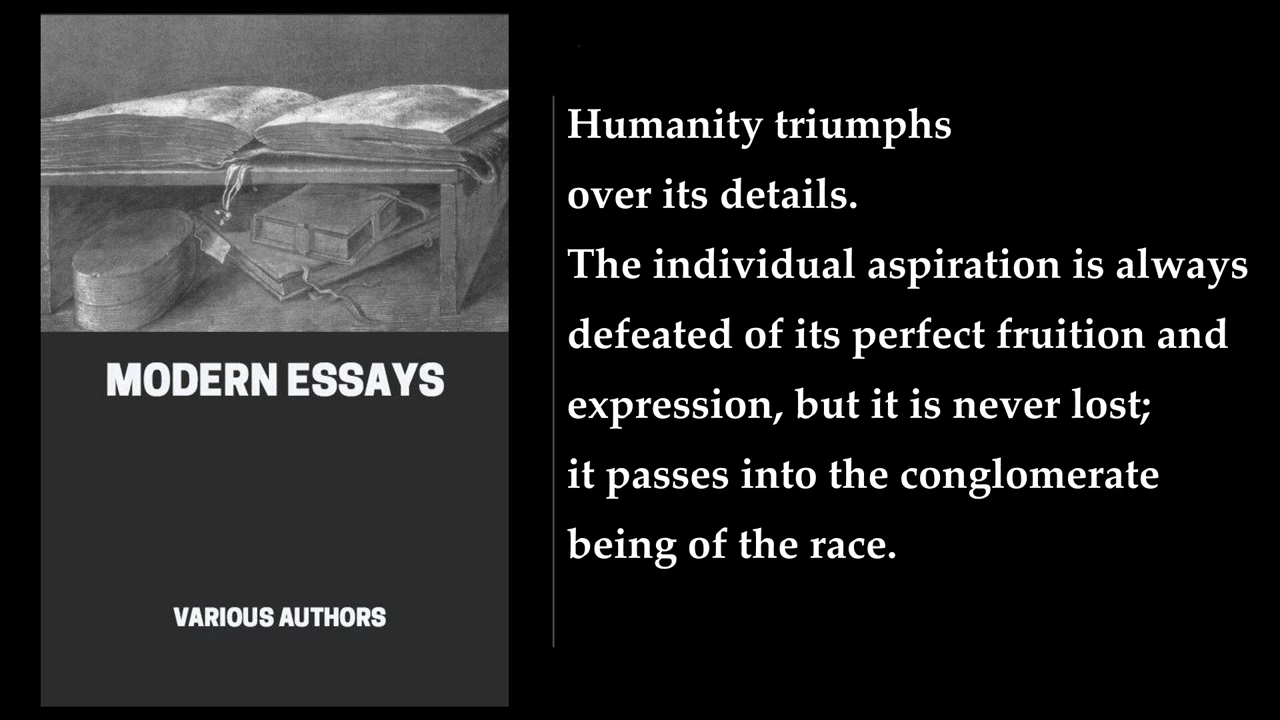 MODERN ESSAYS
VARIOUS AUTHORS
Humanity triumphs
over its details.
The individual aspiration is always
defeated of its perfect fruition and
expression, but it is never lost;
it passes into the conglomerate
being of the race.